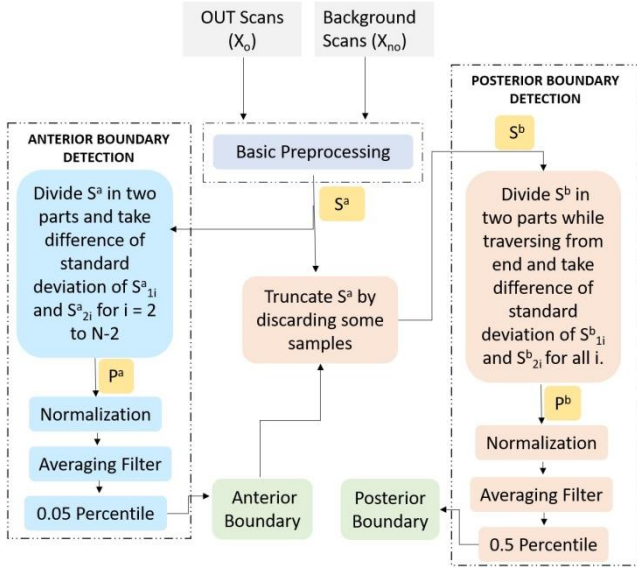 OUT Scans
(Xₒ)
Background
Scans (Xₙₒ)
Basic Preprocessing
Sᵃ
ANTERIOR BOUNDARY
DETECTION
Divide Sᵃ in two
parts and take
difference of
standard
deviation of Sᵃ₁ᵢ
and Sᵃ₂ᵢ for i = 2
to N-2
Pᵃ
Normalization
Averaging Filter
0.05 Percentile
Anterior
Boundary
Truncate Sᵃ by
discarding some
samples
POSTERIOR BOUNDARY
DETECTION
Sᵇ
Divide Sᵇ in
two parts while
traversing from
end and take
difference of
standard
deviation of Sᵇ₁ᵢ
and Sᵇ₂ᵢ for all i.
Pᵇ
Normalization
Averaging Filter
0.5 Percentile
Posterior
Boundary